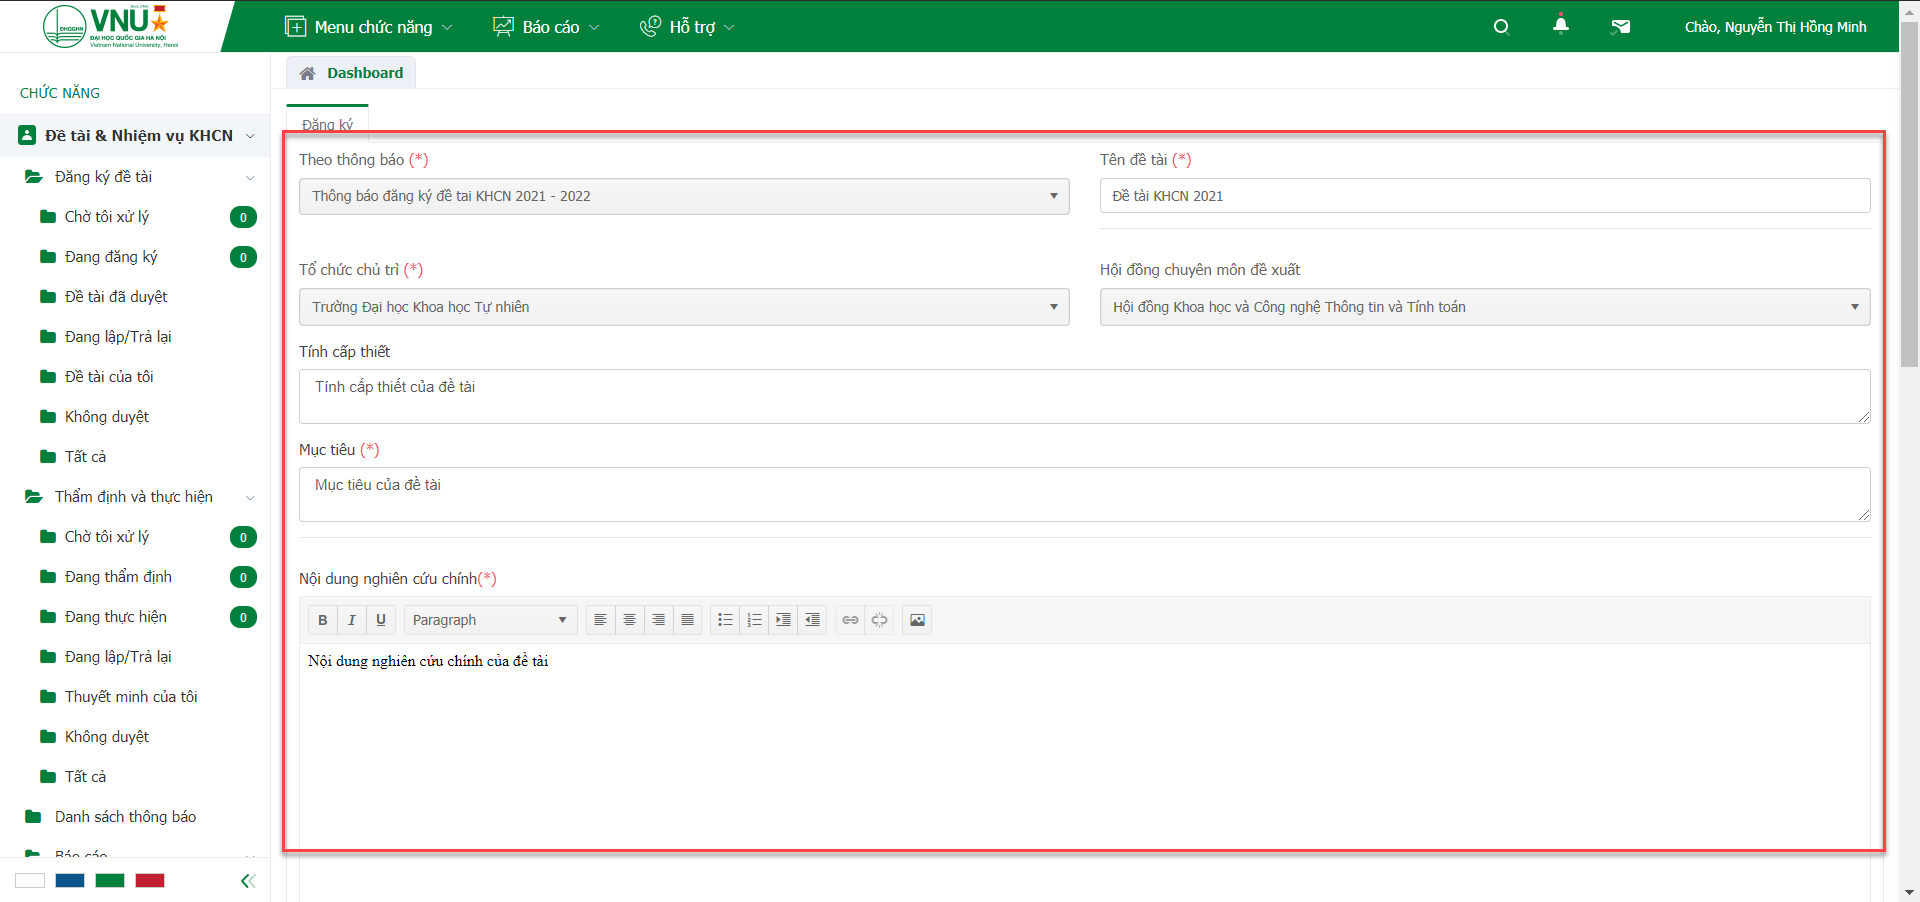 ĐHQGHN
Since 1906
VNU
ĐẠI HỌC QUỐC GIA HÀ NỘI
Vietnam National University, Hanoi
Menu chức năng
Báo cáo
Hỗ trợ
Chào, Nguyễn Thị Hồng Minh
CHỨC NĂNG
Đề tài & Nhiệm vụ KHCN
Đăng ký đề tài
Chờ tôi xử lý 0
Đang đăng ký 0
Đề tài đã duyệt
Đang lập/Trả lại
Đề tài của tôi
Không duyệt
Tất cả
Thẩm định và thực hiện
Chờ tôi xử lý 0
Đang thẩm định 0
Đang thực hiện 0
Đang lập/Trả lại
Thuyết minh của tôi
Không duyệt
Tất cả
Danh sách thông báo
Báo cáo
Dashboard
Đăng ký
Theo thông báo (*)
Thông báo đăng ký đề tai KHCN 2021 - 2022
Tên đề tài (*)
Đề tài KHCN 2021
Tổ chức chủ trì (*)
Trường Đại học Khoa học Tự nhiên
Hội đồng chuyên môn đề xuất
Hội đồng Khoa học và Công nghệ Thông tin và Tính toán
Tính cấp thiết
Tính cấp thiết của đề tài
Mục tiêu (*)
Mục tiêu của đề tài
Nội dung nghiên cứu chính(*)
B I U Paragraph
Nội dung nghiên cứu chính của đề tài